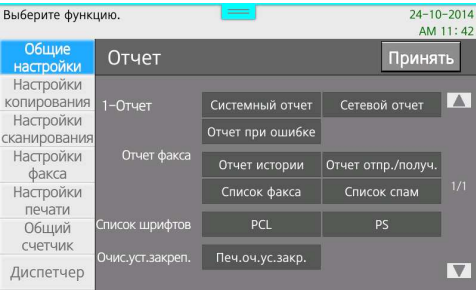 Выберите функцию.
24-10-2014
AM 11:42
Общие
настройки
Отчет
Принять
Настройки
копирования
1-Отчет
Системный отчет
Сетевой отчет
Настройки
сканирования
Отчет при ошибке
Настройки
факса
Отчет факса
Отчет истории
Отчет отпр./получ.
Настройки
печати
Список факса
Список спам
1/1
Общий
счетчик
Список шрифтов
PCL
PS
Диспетчер
Очис.уст.закреп.
Печ.оч.ус.закр.